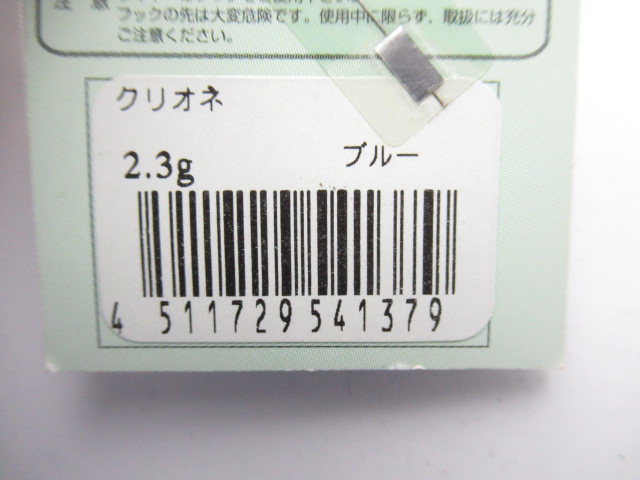 注 意
フックの先は大変危険です。使用中に限らず、取扱には充分
ご注意ください。
クリオネ
2.3g
ブルー
4 511729 541379